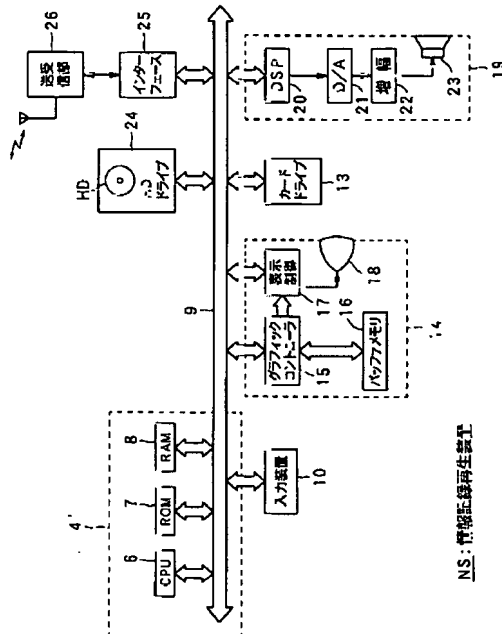 NS：情報記録再生装置
4
CPU
6
ROM
7
RAM
8
9
入力装置
10
グラフィック
コントローラ
15
バッファメモリ
16
表示
制御
17
18
14
HD
ドライブ
24
カード
ドライブ
13
送受
信部
26
インター
フェース
25
DSP
20
D/A
21
増幅
22
23
19